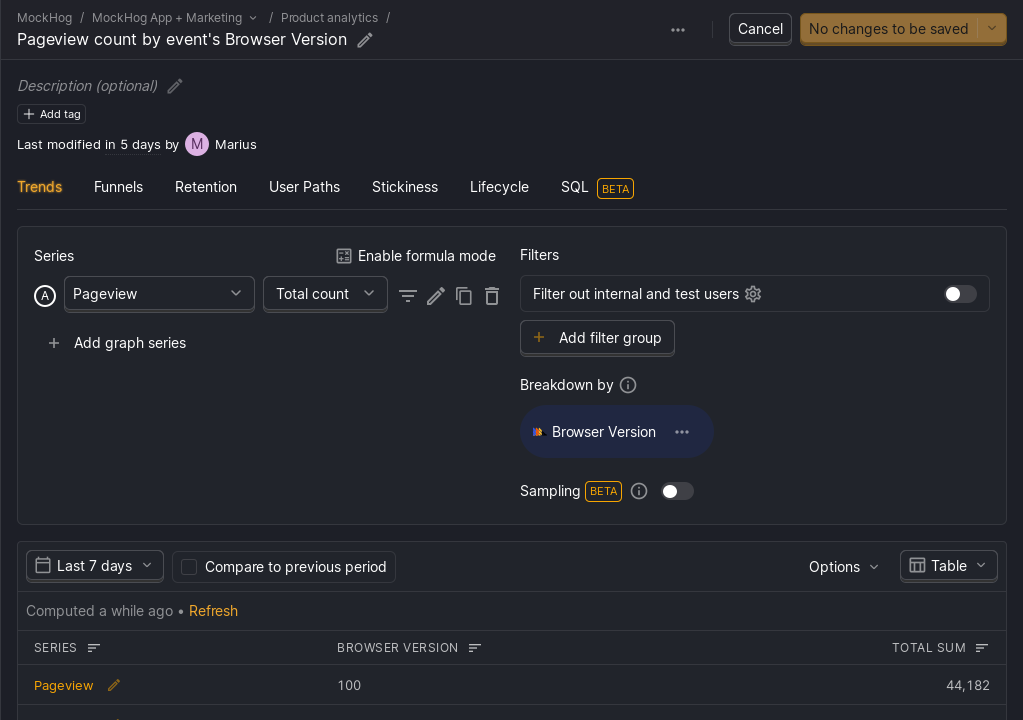 MockHog / MockHog App + Marketing / Product analytics /
Pageview count by event's Browser Version
Cancel
No changes to be saved
Description (optional)
Add tag
Last modified in 5 days by M Marius
Trends Funnels Retention User Paths Stickiness Lifecycle SQL BETA
Series
Enable formula mode
A Pageview Total count
Add graph series
Filters
Filter out internal and test users
Add filter group
Breakdown by
Browser Version
Sampling BETA
Last 7 days Compare to previous period Options Table
Computed a while ago • Refresh
SERIES BROWSER VERSION TOTAL SUM
Pageview 100 44,182